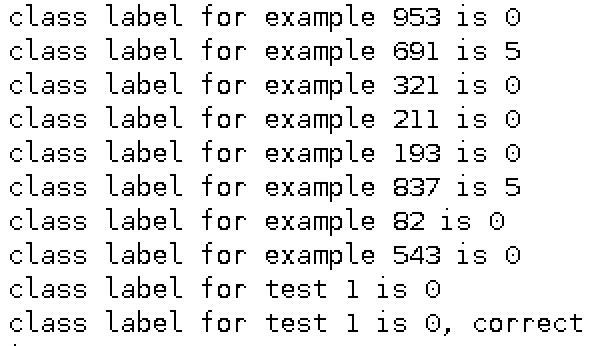 class label for example 953 is 0
class label for example 691 is 5
class label for example 321 is 0
class label for example 211 is 0
class label for example 193 is 0
class label for example 837 is 5
class label for example 82 is 0
class label for example 543 is 0
class label for test 1 is 0
class label for test 1 is 0, correct